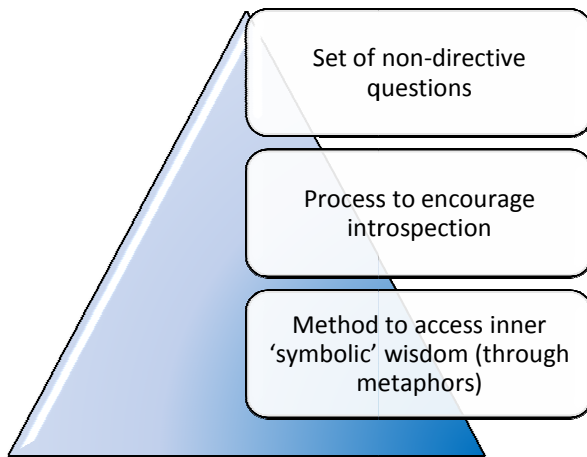 Set of non-directive
questions
Process to encourage
introspection
Method to access inner
‘symbolic’ wisdom (through
metaphors)